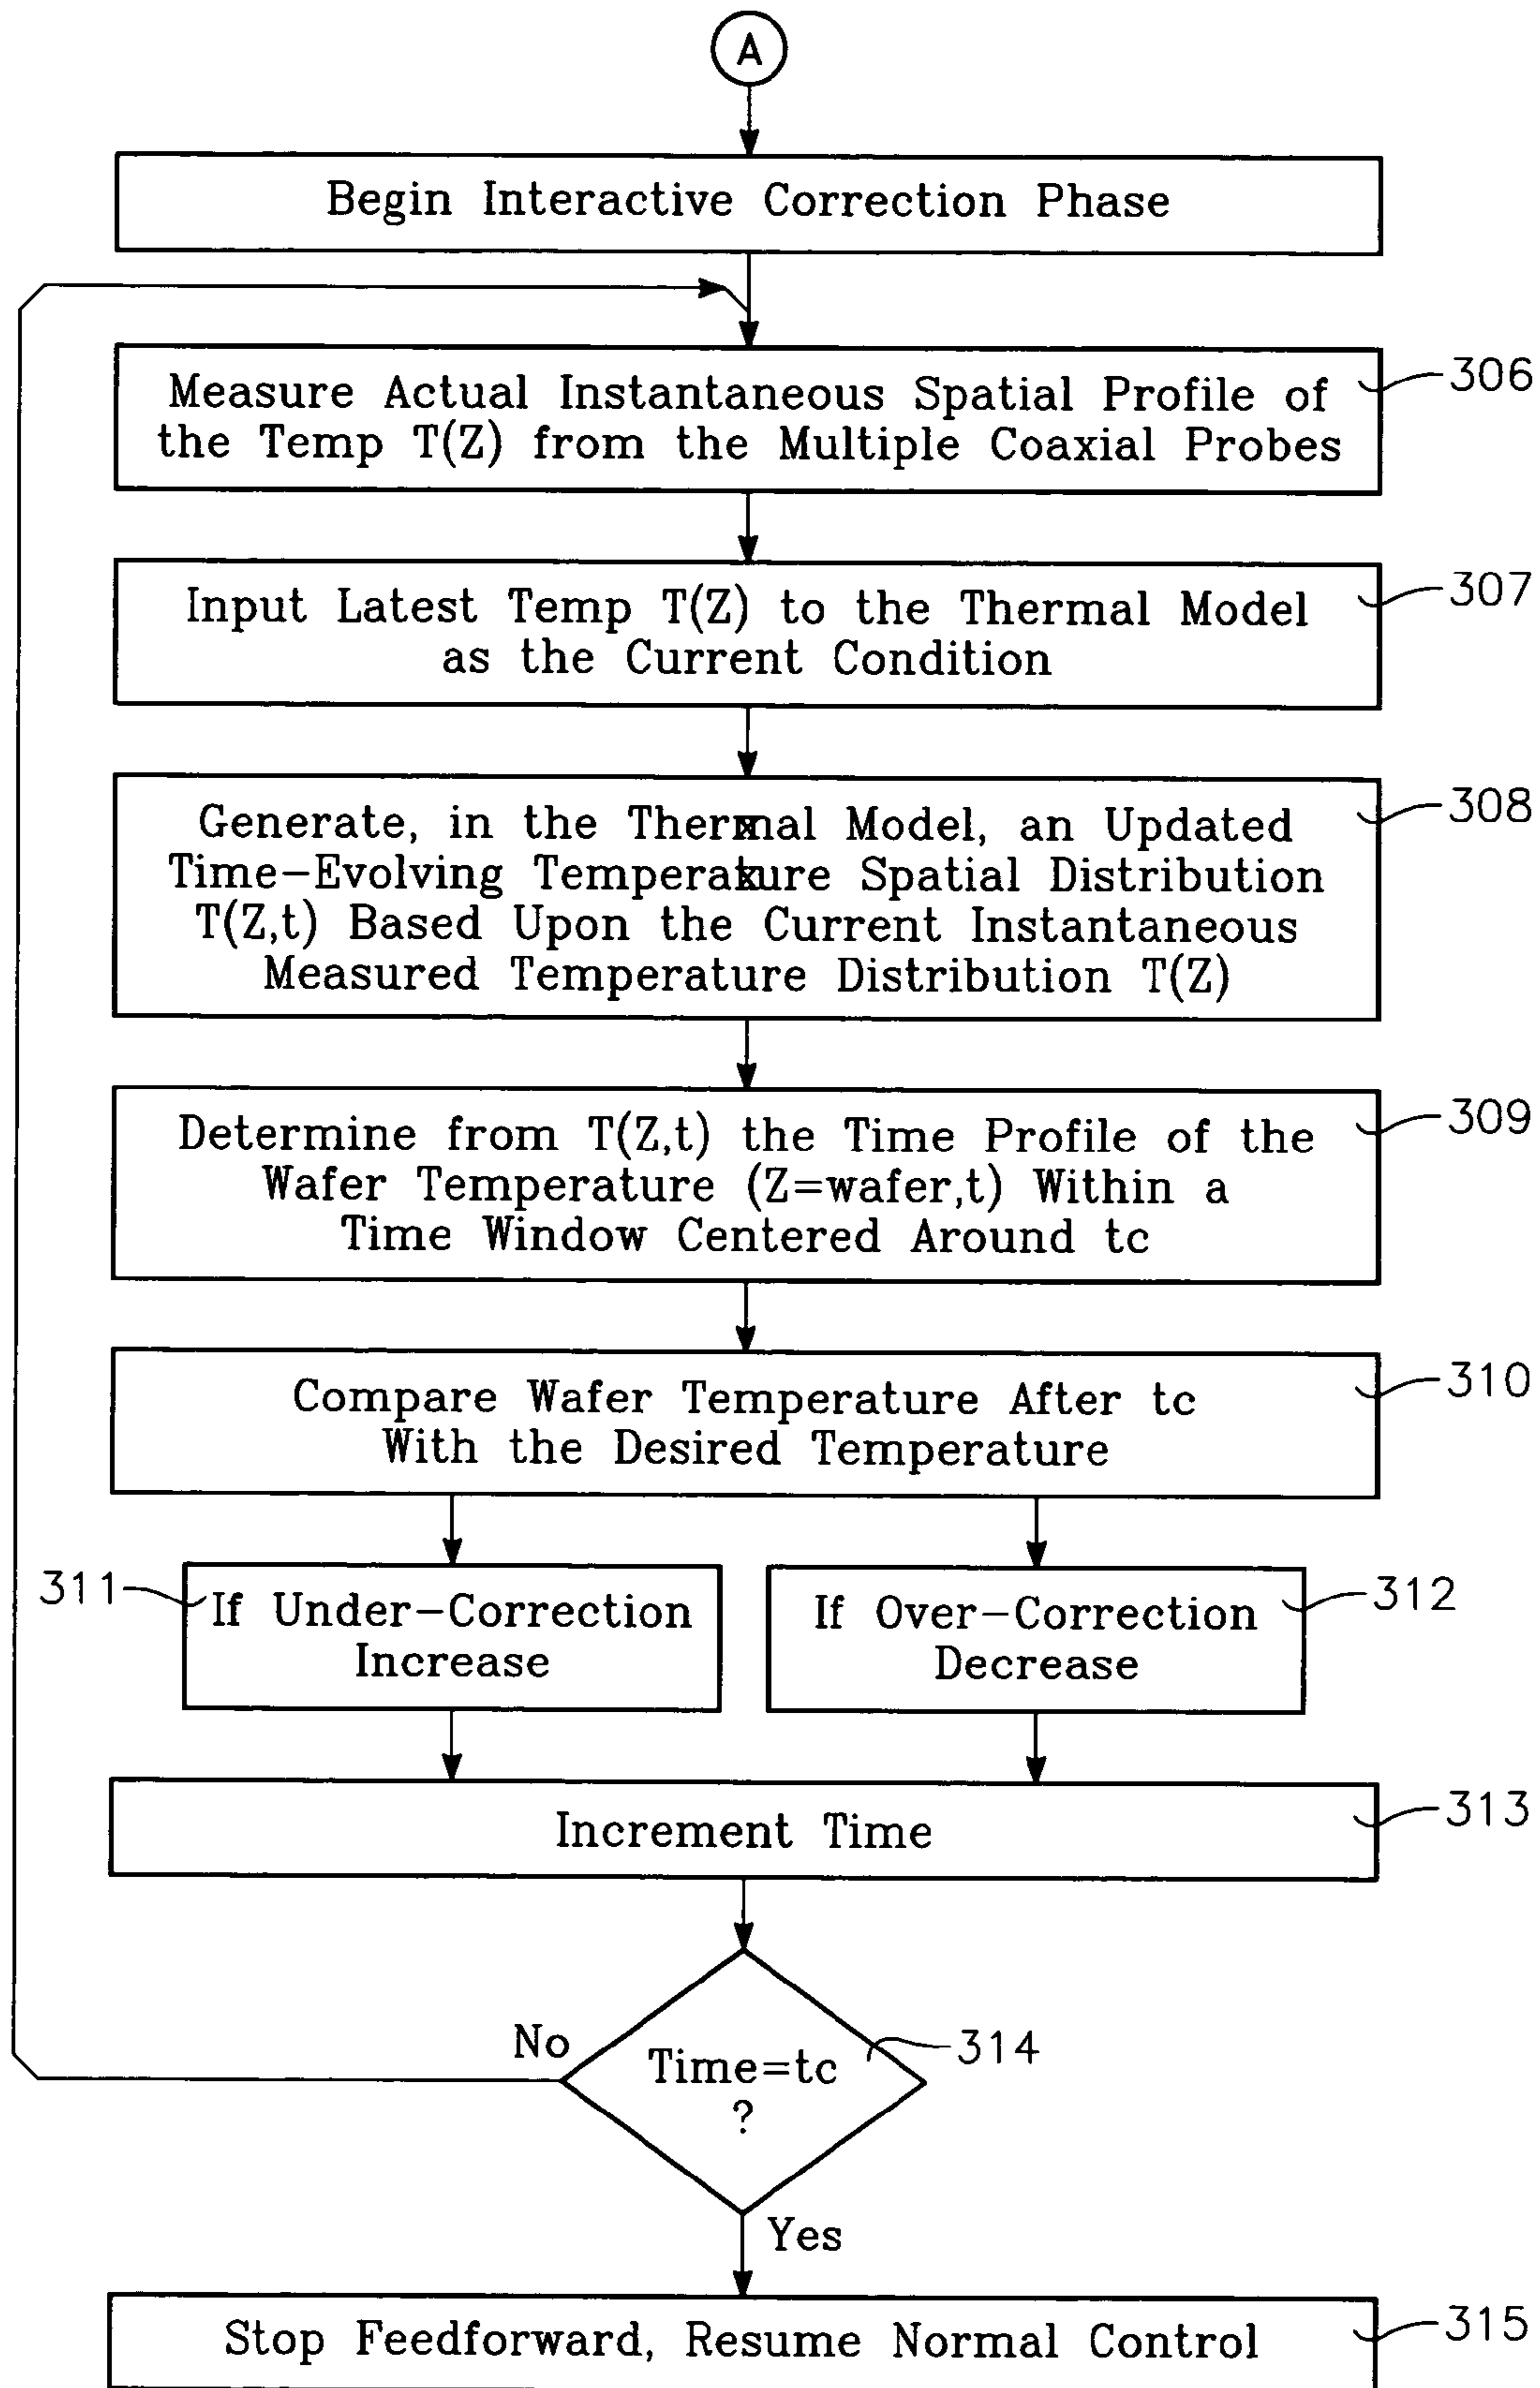 A
Begin Interactive Correction Phase
Measure Actual Instantaneous Spatial Profile of
the Temp T(Z) from the Multiple Coaxial Probes
306
Input Latest Temp T(Z) to the Thermal Model
as the Current Condition
307
Generate, in the Thermal Model, an Updated
Time-Evolving Temperature Spatial Distribution
T(Z,t) Based Upon the Current Instantaneous
Measured Temperature Distribution T(Z)
308
Determine from T(Z,t) the Time Profile of the
Wafer Temperature (Z=wafer,t) Within a
Time Window Centered Around tc
309
Compare Wafer Temperature After tc
With the Desired Temperature
310
311
If Under-Correction
Increase
If Over-Correction
Decrease
312
Increment Time
313
No
Time=tc
?
314
Yes
Stop Feedforward, Resume Normal Control
315